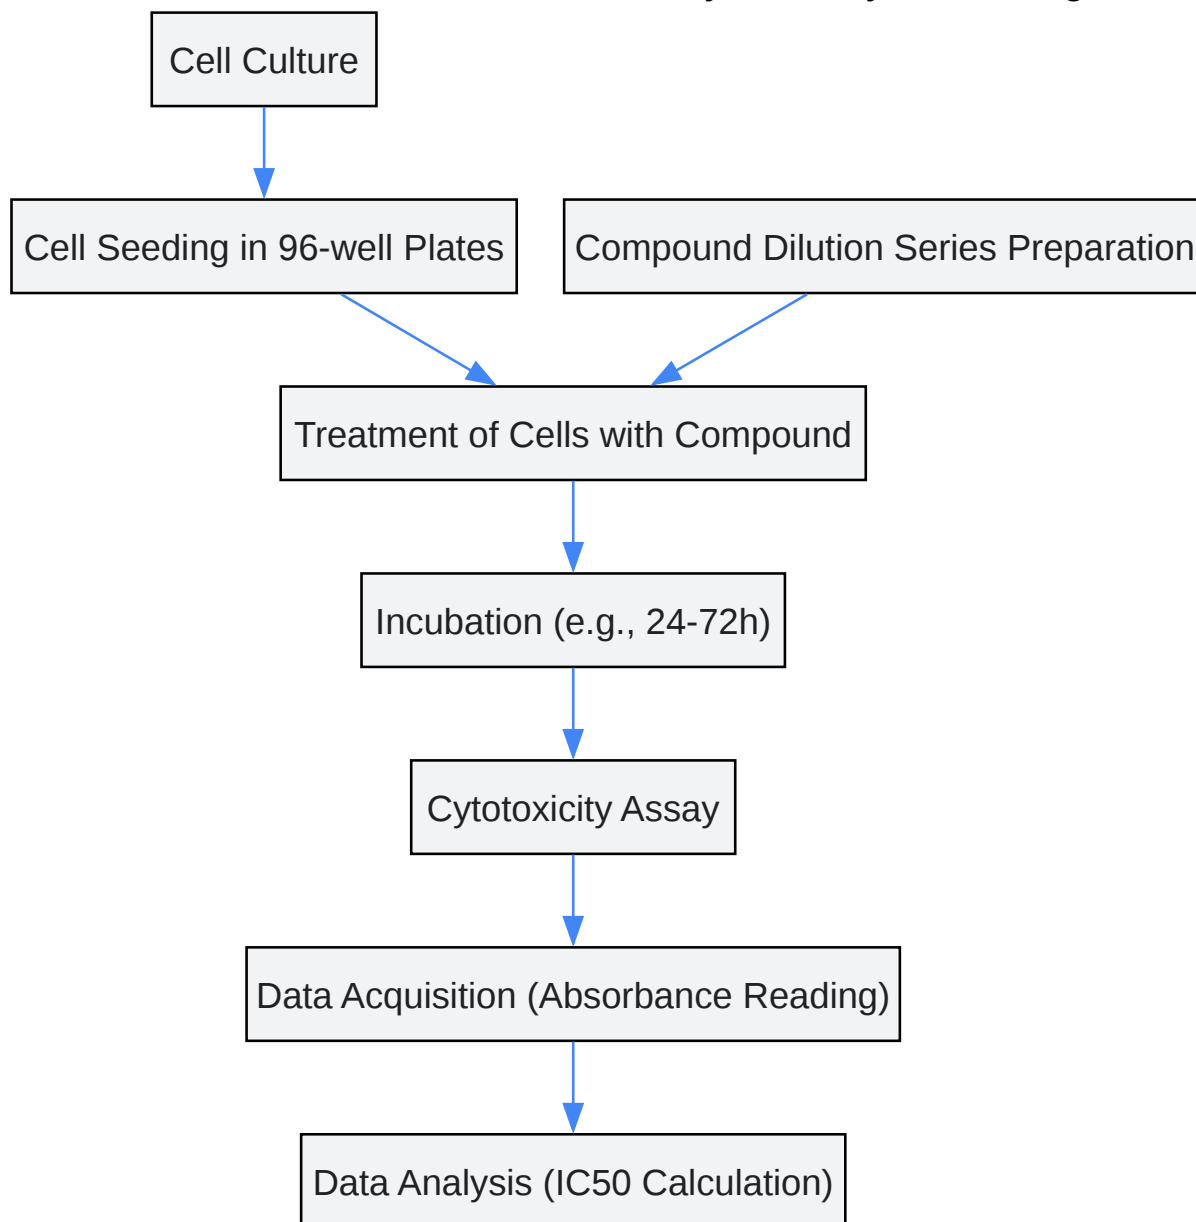 Cell Culture
Cell Seeding in 96-well Plates
Compound Dilution Series Preparation
Treatment of Cells with Compound
Incubation (e.g., 24-72h)
Cytotoxicity Assay
Data Acquisition (Absorbance Reading)
Data Analysis (IC50 Calculation)